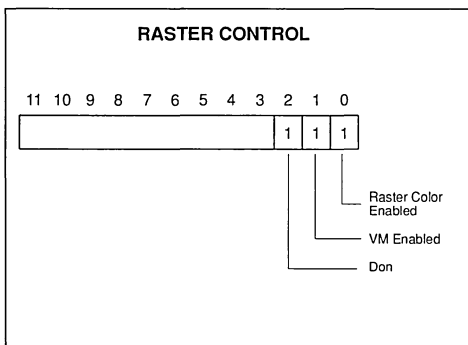 RASTER CONTROL
11 10 9 8 7 6 5 4 3 2 1 0
1 1 1
Raster Color
Enabled
VM Enabled
Don